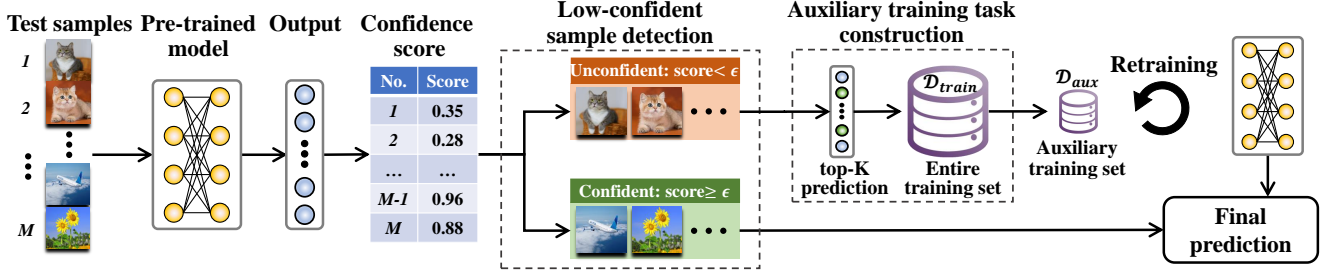 Test samples
1
2
M
Pre-trained
model
Output
Confidence
score
No. Score
1 0.35
2 0.28
... ...
M-1 0.96
M 0.88
Low-confident
sample detection
Unconfident: score< ϵ
Confident: score≥ ϵ
Auxiliary training task
construction
top-K
prediction
𝒟train
Entire
training set
𝒟aux
Auxiliary
training set
Retraining
Final
prediction